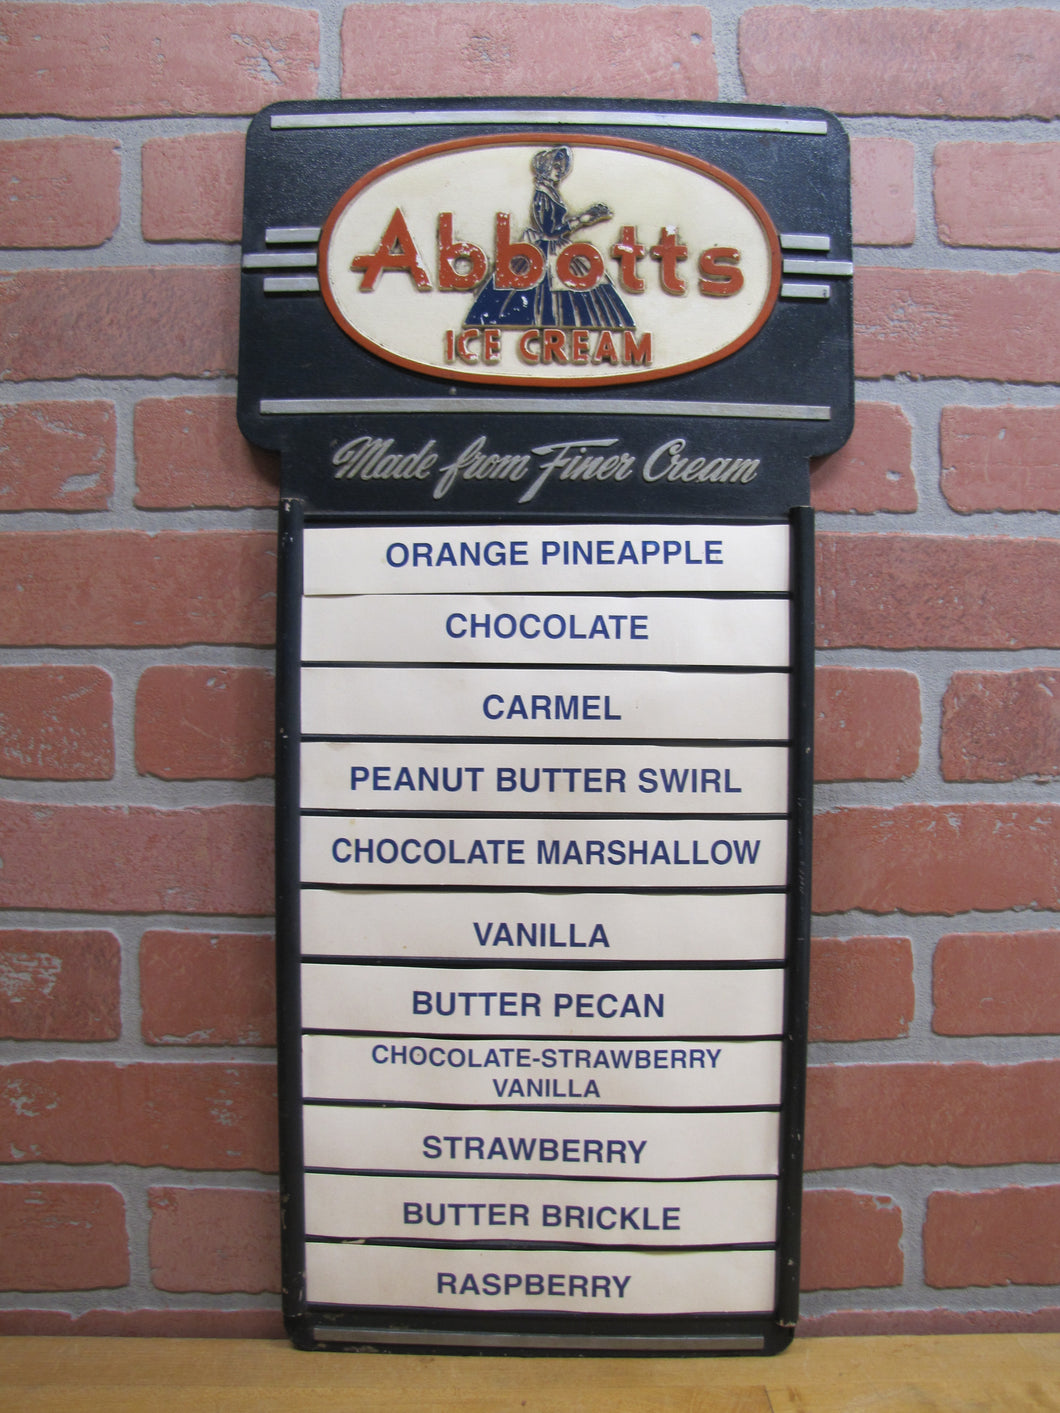 Abbotts
ICE CREAM
Made from Finer Cream
ORANGE PINEAPPLE
CHOCOLATE
CARMEL
PEANUT BUTTER SWIRL
CHOCOLATE MARSHALLOW
VANILLA
BUTTER PECAN
CHOCOLATE-STRAWBERRY
VANILLA
STRAWBERRY
BUTTER BRICKLE
RASPBERRY